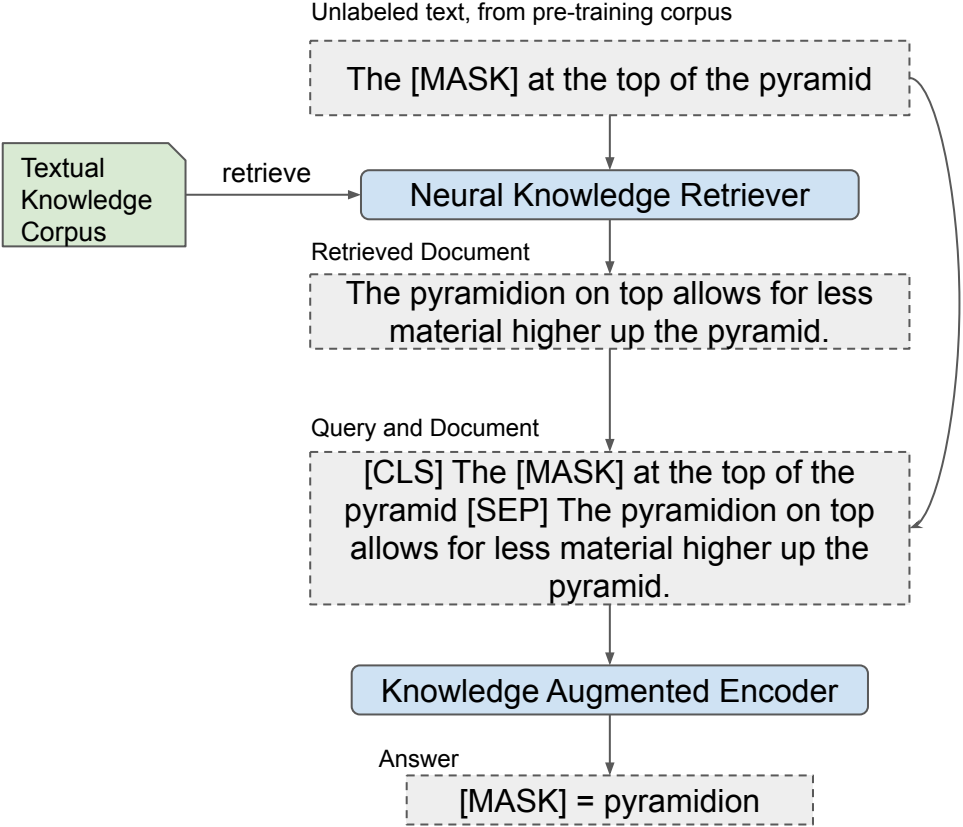 Unlabeled text, from pre-training corpus
The [MASK] at the top of the pyramid
Textual
Knowledge
Corpus
retrieve
Neural Knowledge Retriever
Retrieved Document
The pyramidion on top allows for less
material higher up the pyramid.
Query and Document
[CLS] The [MASK] at the top of the
pyramid [SEP] The pyramidion on top
allows for less material higher up the
pyramid.
Knowledge Augmented Encoder
Answer
[MASK] = pyramidion